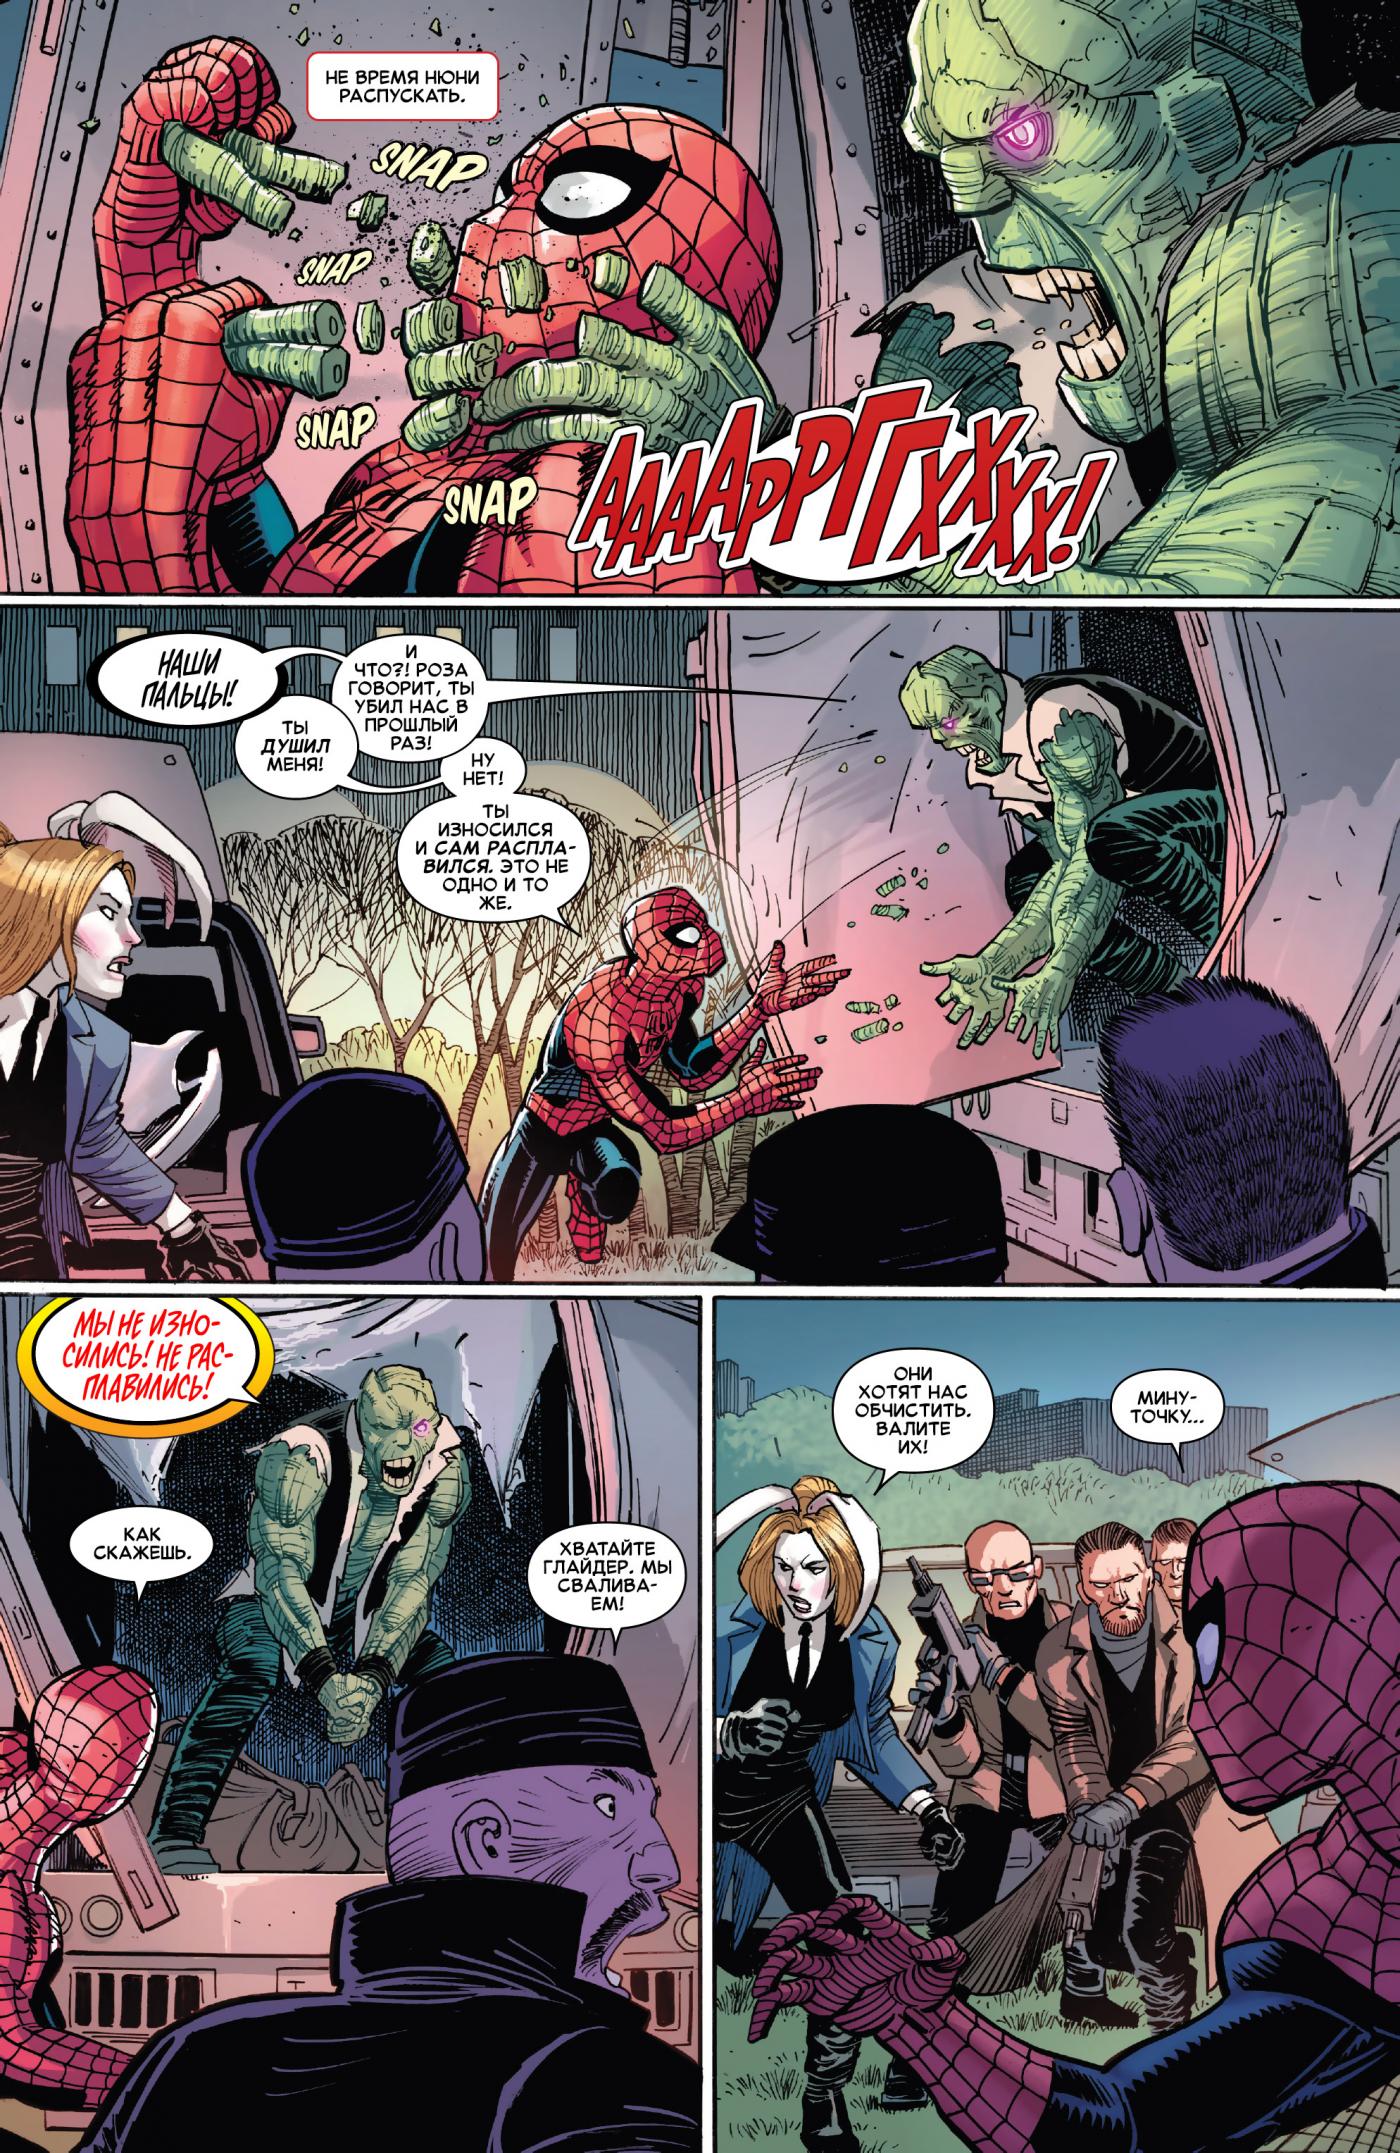 НЕ ВРЕМЯ НЮНИ
РАСПУСКАТЬ.
SNAP
SNAP
SNAP
SNAP
ААААРРГГХХХХ!
НАШИ
ПАЛЬЦЫ!
ТЫ
ДУШИЛ
МЕНЯ!
И
ЧТО?! РОЗА
ГОВОРИТ, ТЫ
УБИЛ НАС В
ПРОШЛЫЙ
РАЗ!
НУ
НЕТ!
ТЫ
ИЗНОСИЛСЯ
И САМ РАСПЛА-
ВИЛСЯ. ЭТО НЕ
ОДНО И ТО
ЖЕ.
МЫ НЕ ИЗНО-
СИЛИСЬ! НЕ РАС-
ПЛАВИЛИСЬ!
КАК
СКАЖЕШЬ.
ХВАТАЙТЕ
ГЛАЙДЕР. МЫ
СВАЛИВА-
ЕМ!
ОНИ
ХОТЯТ НАС
ОБЧИСТИТЬ.
ВАЛИТЕ
ИХ!
МИНУ-
ТОЧКУ...